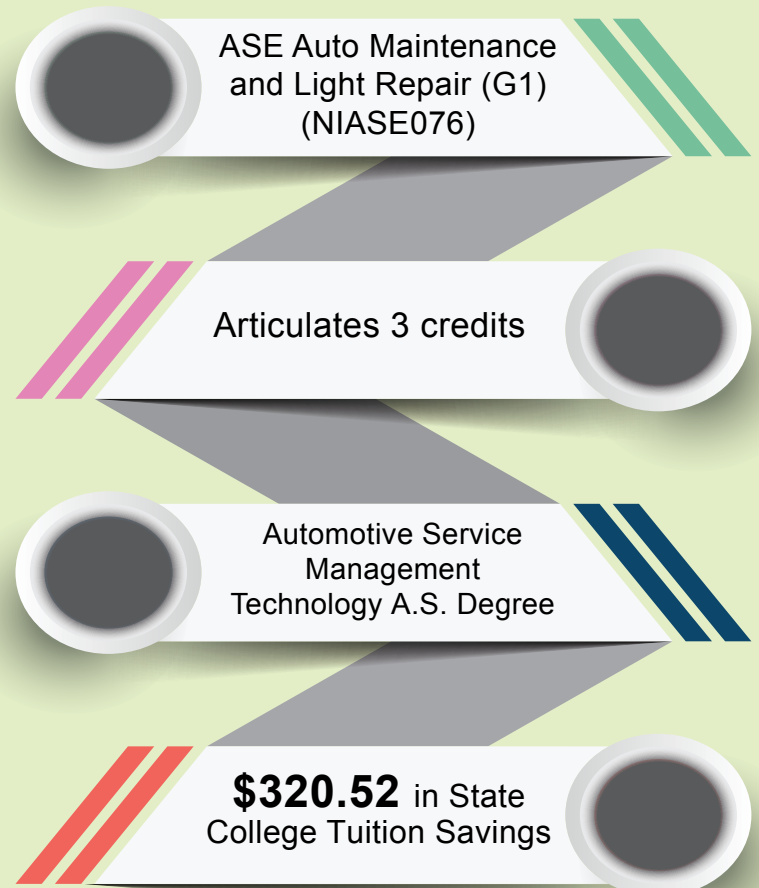 ASE Auto Maintenance
and Light Repair (G1)
(NIASE076)
Articulates 3 credits
Automotive Service
Management
Technology A.S. Degree
$320.52 in State
College Tuition Savings